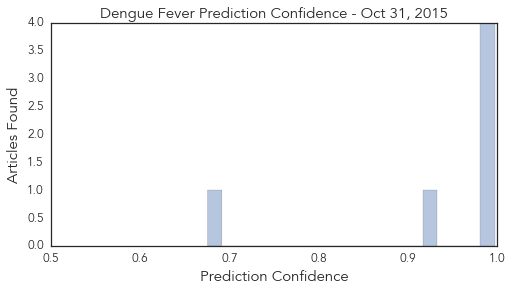 Dengue Fever Prediction Confidence - Oct 31, 2015
4.0
3.5
3.0
2.5
2.0
1.5
1.0
0.5
0.0
Articles Found
0.5 0.6 0.7 0.8 0.9 1.0
Prediction Confidence